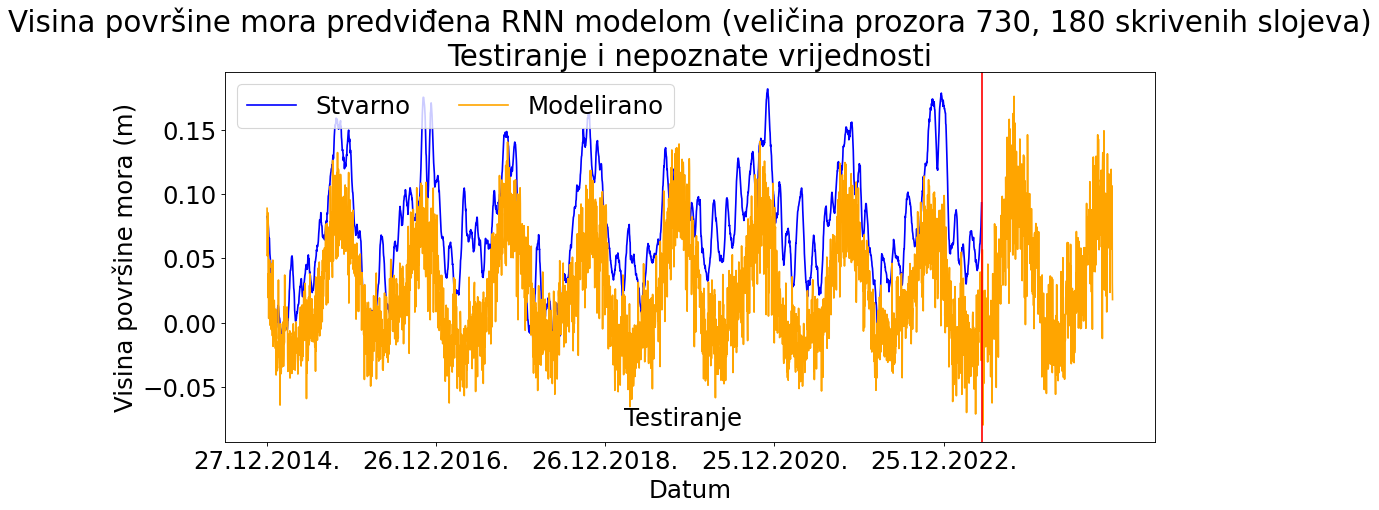 Visina površine mora predviđena RNN modelom (veličina prozora 730, 180 skrivenih slojeva)
Testiranje i nepoznate vrijednosti
Stvarno
Modelirano
Visina površine mora (m)
0.15
0.10
0.05
0.00
−0.05
Testiranje
27.12.2014.
26.12.2016.
26.12.2018.
25.12.2020.
25.12.2022.
Datum